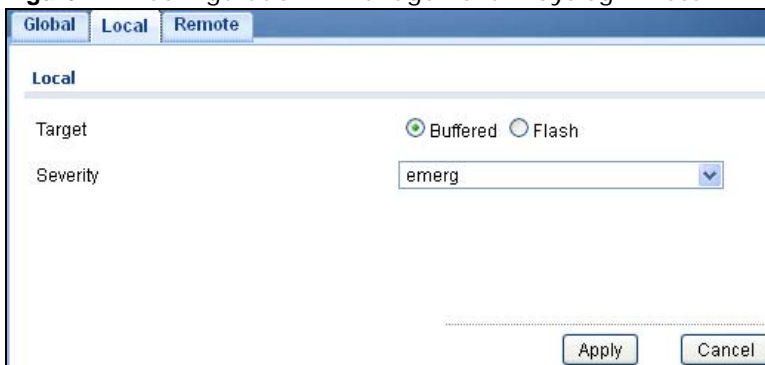 Global Local Remote
Local
Target Buffered Flash
Severity emerg
Apply Cancel